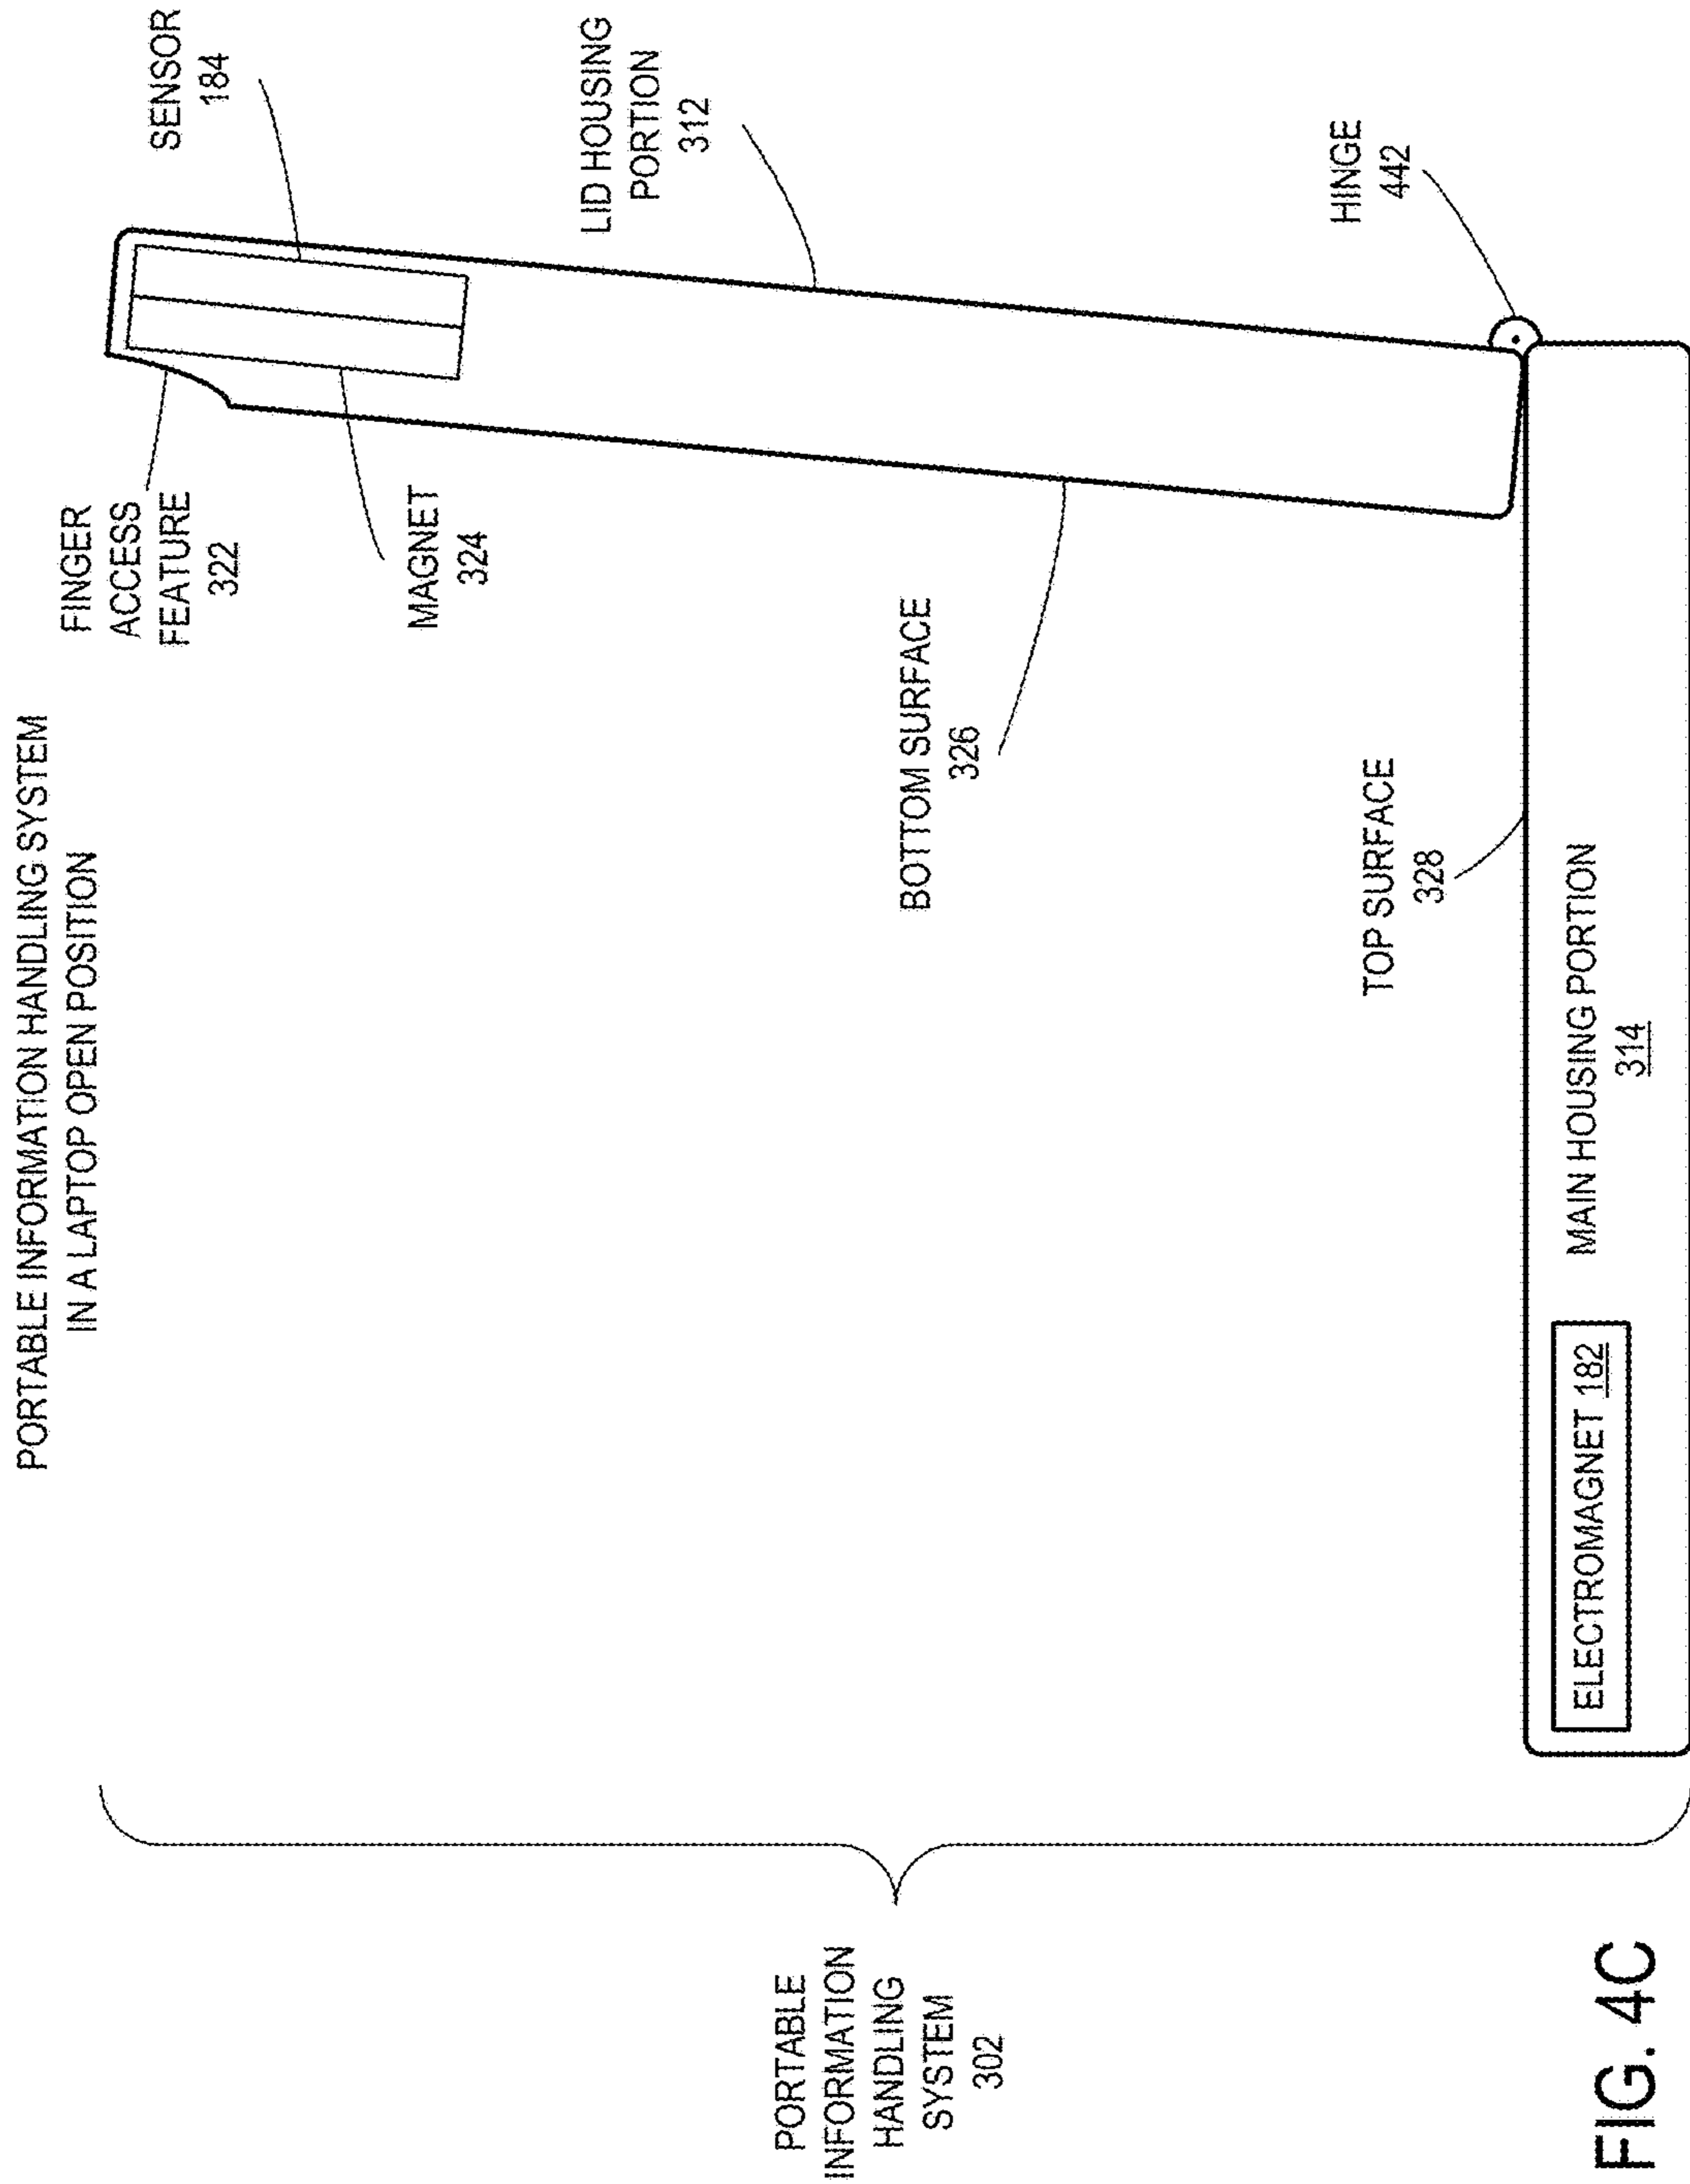 PORTABLE INFORMATION HANDLING SYSTEM
IN A LAPTOP OPEN POSITION
FINGER
ACCESS
FEATURE
322
SENSOR
184
MAGNET
324
LID HOUSING
PORTION
312
BOTTOM SURFACE
326
PORTABLE
INFORMATION
HANDLING
SYSTEM
302
HINGE
442
TOP SURFACE
328
ELECTROMAGNET 182
MAIN HOUSING PORTION
314
FIG. 4C